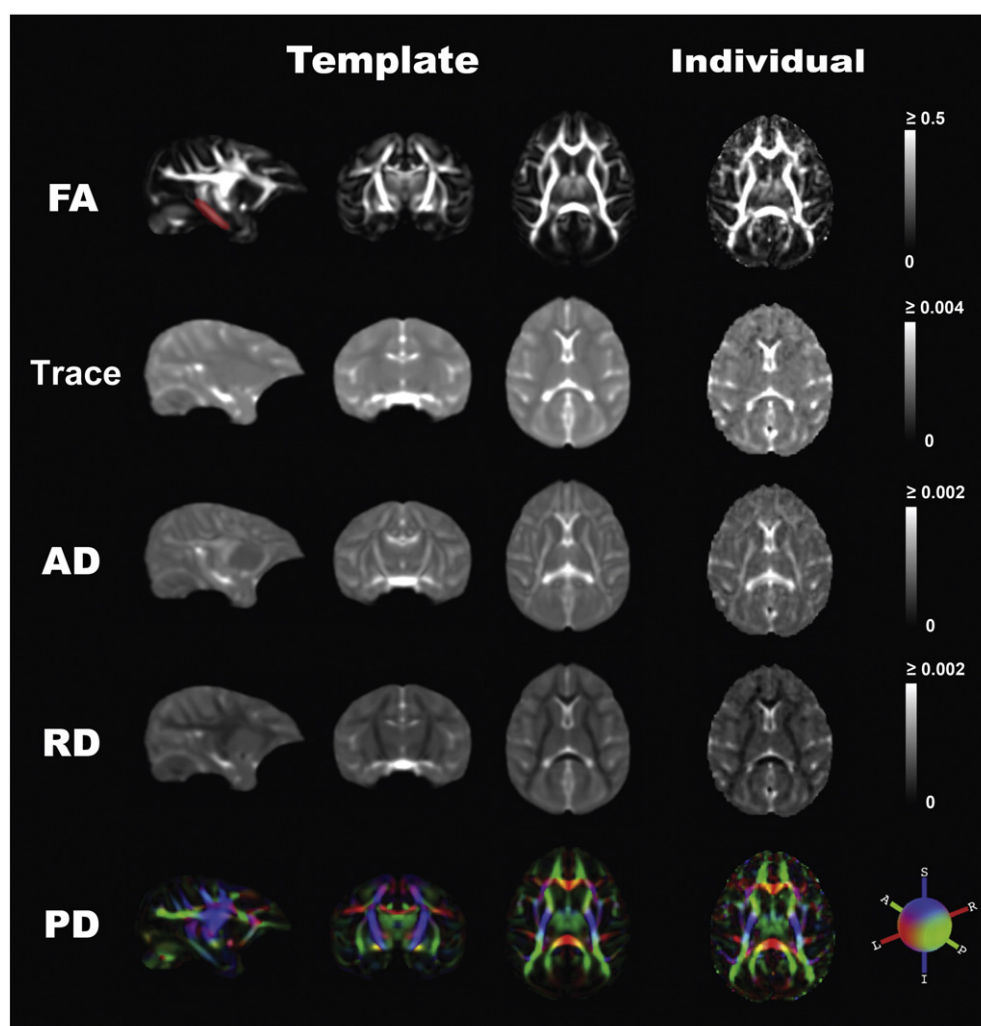 Template Individual
FA
≥ 0.5
0
Trace
≥ 0.004
0
AD
≥ 0.002
0
RD
≥ 0.002
0
PD
S
A
R
L
P
I